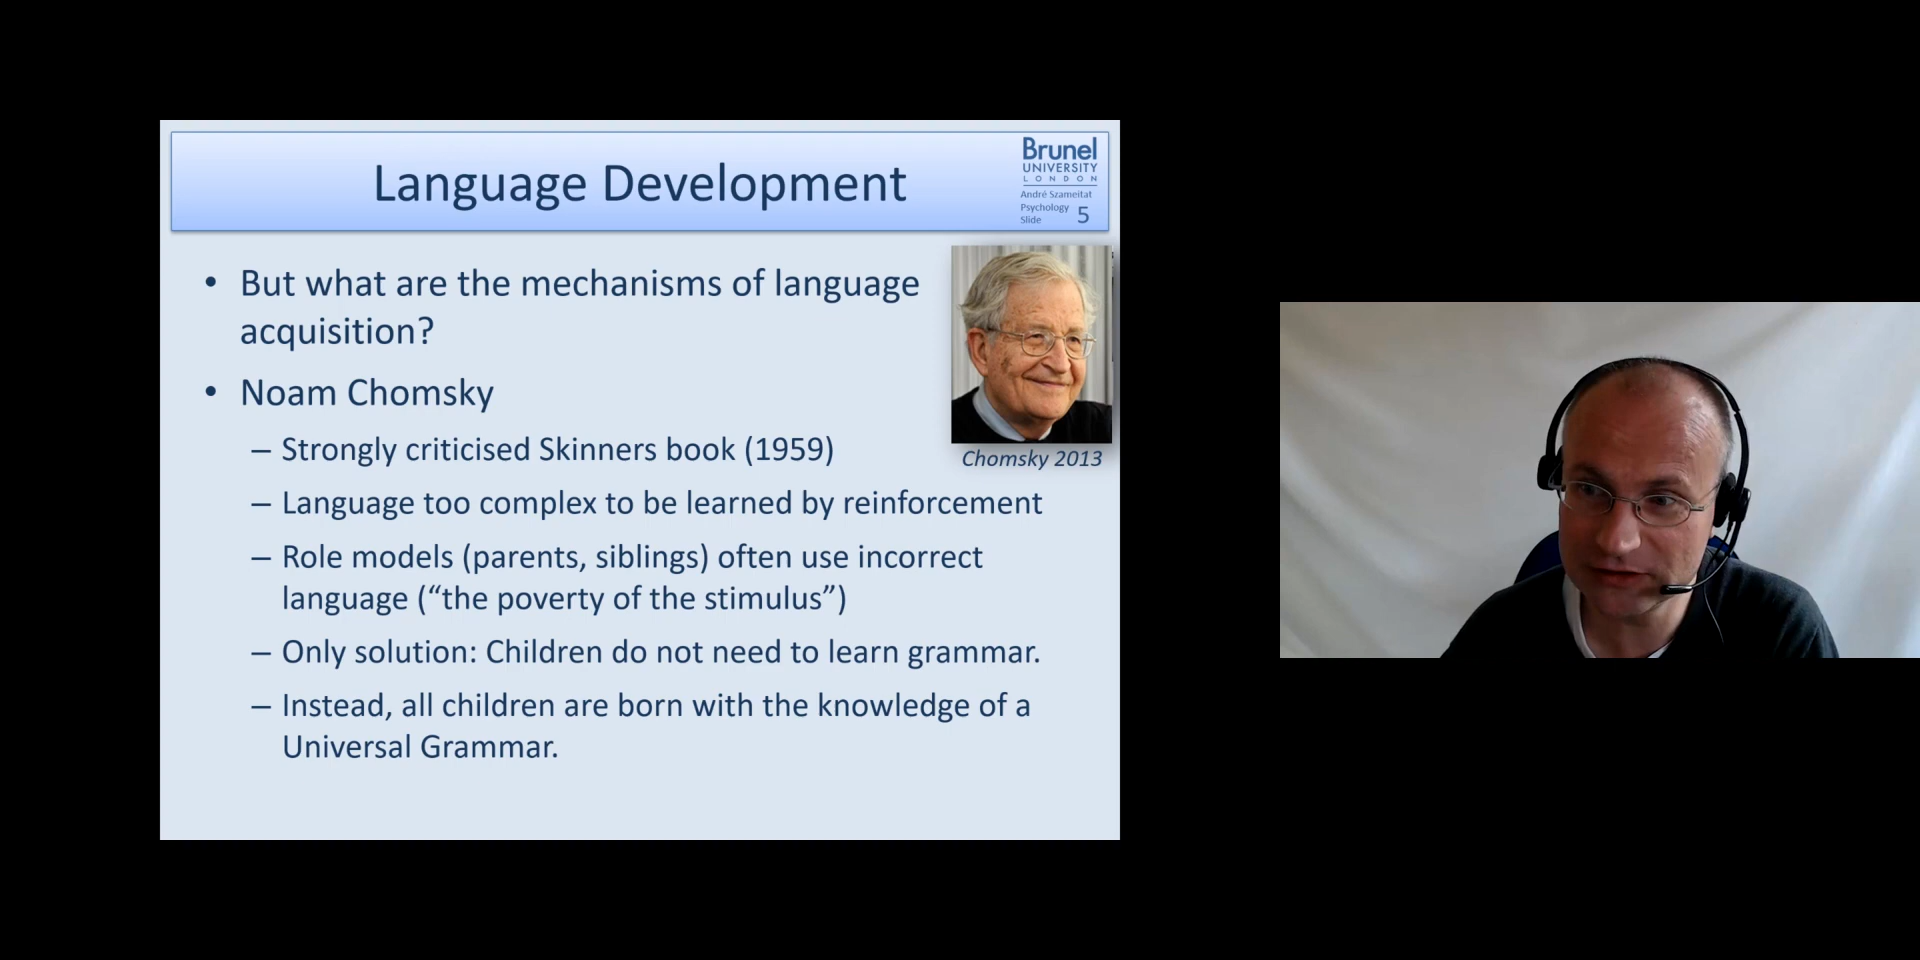 Language Development
Brunel
UNIVERSITY
LONDON
André Szameitat
Psychology
Slide 5
• But what are the mechanisms of language
acquisition?
• Noam Chomsky
– Strongly criticised Skinners book (1959)
Chomsky 2013
– Language too complex to be learned by reinforcement
– Role models (parents, siblings) often use incorrect
language (“the poverty of the stimulus”)
– Only solution: Children do not need to learn grammar.
– Instead, all children are born with the knowledge of a
Universal Grammar.